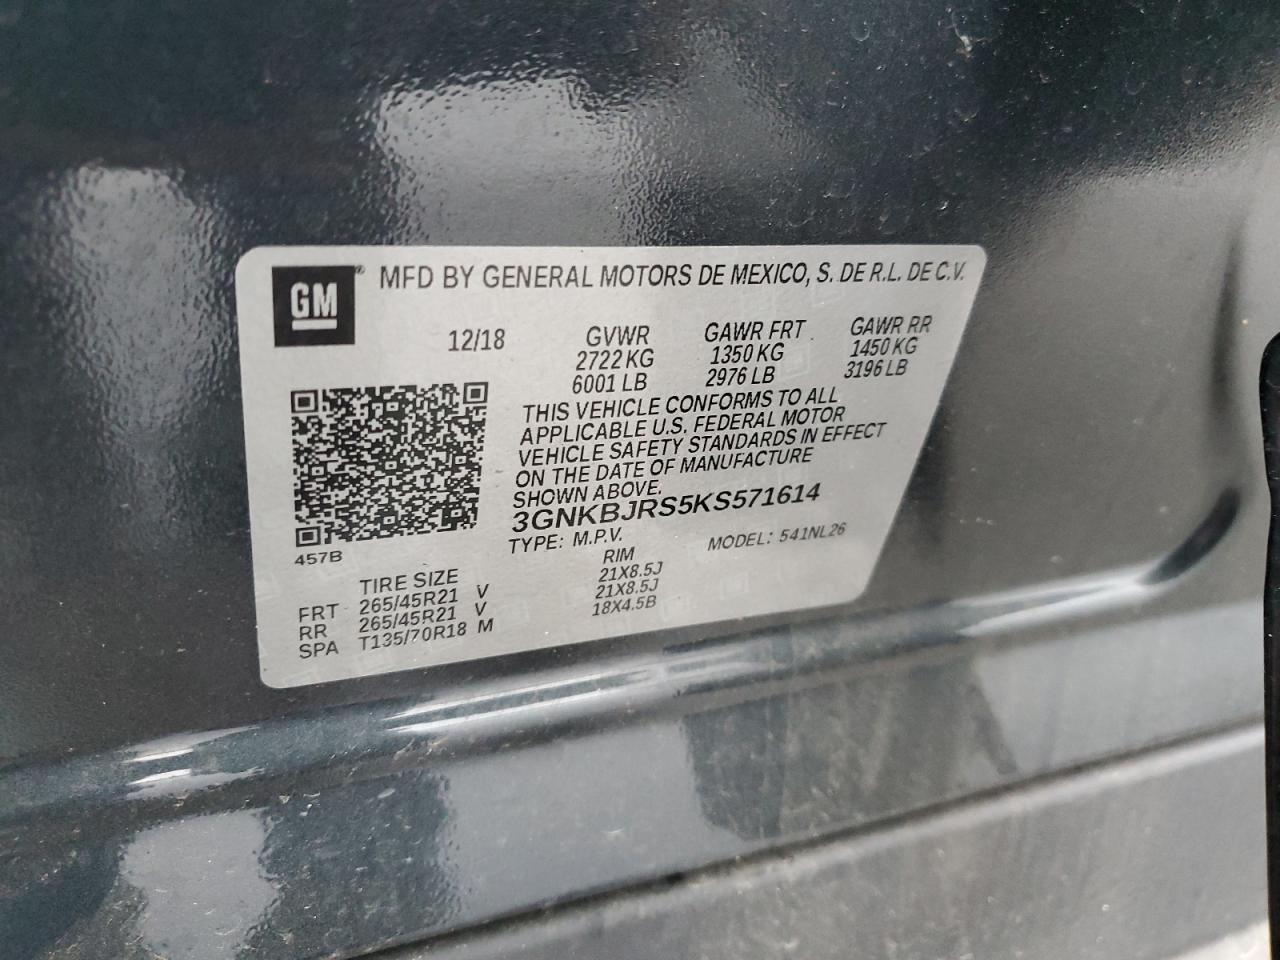 GM® MFD BY GENERAL MOTORS DE MEXICO, S. DE R.L. DE C.V.
12/18 GVWR GAWR FRT GAWR RR
2722 KG 1350 KG 1450 KG
6001 LB 2976 LB 3196 LB
THIS VEHICLE CONFORMS TO ALL
APPLICABLE U.S. FEDERAL MOTOR
VEHICLE SAFETY STANDARDS IN EFFECT
ON THE DATE OF MANUFACTURE
SHOWN ABOVE.
3GNKBJRS5KS571614
457B
TYPE: M.P.V. MODEL: 541NL26
TIRE SIZE RIM
FRT 265/45R21 V 21X8.5J
RR 265/45R21 V 21X8.5J
SPA T135/70R18 M 18X4.5B